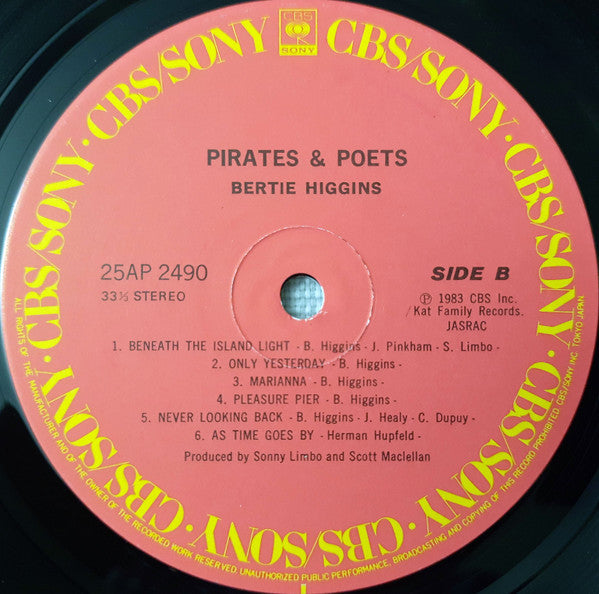 CBS
SONY
CBS/SONY · CBS/SONY · CBS/SONY · CBS/SONY · CBS/SONY · CBS/SONY · CBS/SONY · CBS/SONY
PIRATES & POETS
BERTIE HIGGINS
25AP 2490
33⅓ STEREO
SIDE B
Ⓟ 1983 CBS Inc.
/Kat Family Records.
JASRAC
1. BENEATH THE ISLAND LIGHT - B. Higgins - J. Pinkham - S. Limbo -
2. ONLY YESTERDAY - B. Higgins -
3. MARIANNA - B. Higgins -
4. PLEASURE PIER - B. Higgins -
5. NEVER LOOKING BACK - B. Higgins - J. Healy - C. Dupuy -
6. AS TIME GOES BY - Herman Hupfeld -
Produced by Sonny Limbo and Scott Maclellan
ALL RIGHTS OF THE MANUFACTURER AND OF THE OWNER OF THE RECORDED WORK RESERVED. UNAUTHORIZED PUBLIC PERFORMANCE, BROADCASTING AND COPYING OF THIS RECORD PROHIBITED. CBS/SONY INC. TOKYO JAPAN.